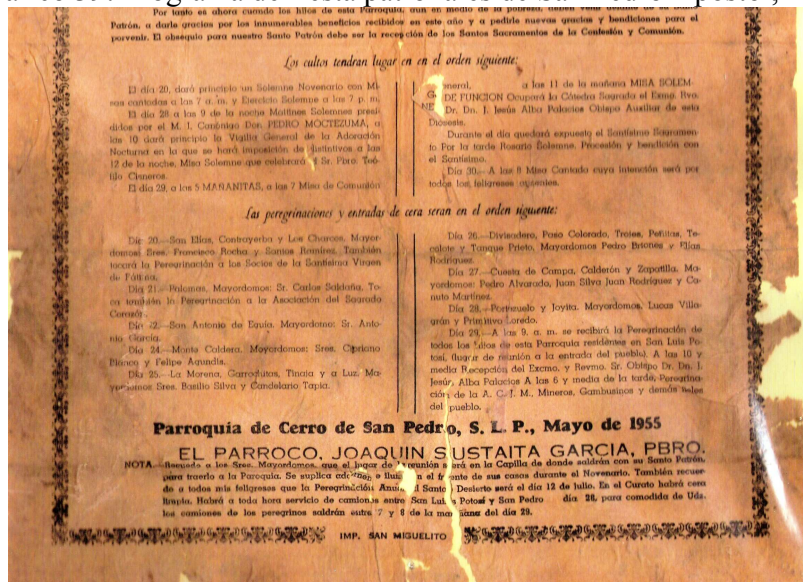 Por tanto es ahora cuando los hijos de esta Parroquia, aun en medio de la pobreza, deben
Patrón, a darle gracias por los innumerables beneficios recibidos en este año y a pedirle nuevas gracias y bendiciones para el
porvenir. El obsequio para nuestro Santo Patrón debe ser la recepción de los Santos Sacramentos de la Confesión y Comunión.
Los cultos tendran lugar en en el orden siguiente:
El día 20, dará principio un Solemne Novenario con Mi-
sas cantadas a las 7 a. m. y Ejercicio Solemne a las 7 p. m.
El día 28 a las 9 de la noche Maitines Solemnes presi-
didos por el M. I. Canónigo Don PEDRO MOCTEZUMA, a
las 10 dará principio la Vigilia General de la Adoración
Nocturna en la que se hará imposición de distintivos a las
12 de la noche, Misa Solemne que celebrará el Sr. Pbro. Teó-
filo Cisneros.
El día 29, a las 5 MAÑANITAS, a las 7 Misa de Comunión
General, a las 11 de la mañana MISA SOLEM-
NE DE FUNCION Ocupará la Cátedra Sagrada el Exmo. Rvo.
Dr. Dn. J. Jesús Alba Palacios Obispo Auxiliar de esta
Diócesis.
Durante el día quedará expuesto el Santísimo Sacramen-
to Por la tarde Rosario Solemne, Procesión y bendición con
el Santísimo.
Día 30.—A las 8 Misa Cantada cuya intención será por
todos los feligreses
Las peregrinaciones y entradas de cera seran en el orden siguiente:
Día 20.—San Elías, Contrayerba y Los Charcos, Mayor-
domos: Sres. Francisco Rocha y Santos Ramírez. También
tocará la Peregrinación a los Socios de la Santísima Virgen
de Fátima.
Día 21.—Palomas, Mayordomos: Sr. Carlos Saldaña, To-
ca también la Peregrinación a la Asociación del Sagrado
Corazón.
Día 22.—San Antonio de Eguía. Mayordomo: Sr. Anto-
nio García.
Día 24.—Monte Caldera. Mayordomos: Sres. Cipriano
Blanco y Felipe Agundis.
Día 25.—La Morena, Garrodutos, Tinaja y a Luz. Ma-
yordomos Sres. Basilio Silva y Candelario Tapia.
Día 26.—Divisadero, Paso Colorado, Troies, Peñitas, Te-
colote y Tanque Prieto, Mayordomos Pedro Briones y Elías
Rodríguez.
Día 27.—Cuesta de Campa, Calderón y Zapatilla. Ma-
yordomos: Pedro Alvarado, Juan Silva Juan Rodríguez y Ca-
nuto Martínez.
Día 28.—Portezuelo y Joyita. Mayordomos, Lucas Villa-
grán y Primitivo Loredo.
Día 29.—A las 9. a. m. se recibirá la Peregrinación de
todos los hijos de esta Parroquia residentes en San Luis Po-
tosí, (lugar de reunión a la entrada del pueblo). A las 10 y
media Recepción del Excmo. y Revmo. Sr. Obispo Dr. Dn. J.
Jesús, Alba Palacios A las 6 y media de la tarde, Peregrina-
ción, de la A. C. J. M., Mineros, Gambusinos y demás fieles
del pueblo.
Parroquia de Cerro de San Pedro, S. L. P., Mayo de 1955
EL PARROCO, JOAQUIN SUSTAITA GARCIA, PBRO.
NOTA.—Recuedo a los Sres. Mayordomos, que el lugar de la reunión será en la Capilla de donde saldrán con su Santo Patrón,
para traerlo a la Paroquia. Se suplica adornen e iluminen el frente de sus casas durante el Novenario. También recuer-
do a todos mis feligreses que la Peregrinación Anual al Santo Desierto será el día 12 de Julio. En el Curato habrá cera
limpia. Habrá a toda hora servicio de camiones entre San Luis Potosí y San Pedro día 28, para comodida de Uds.
los camiones de los peregrinos saldrán entre 7 y 8 de la mañana del día 29.
IMP. SAN MIGUELITO